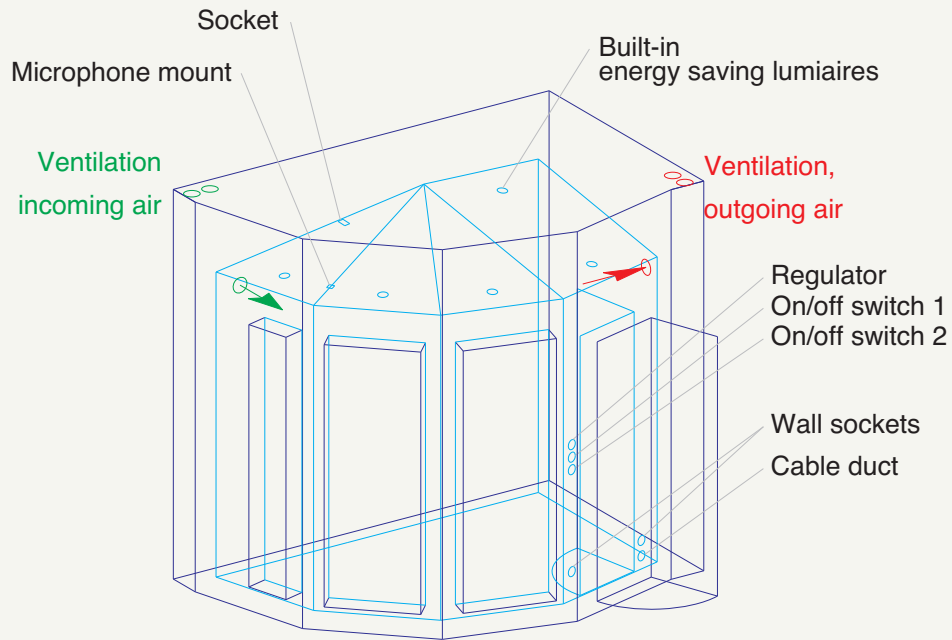 Socket
Microphone mount
Built-in
energy saving lumiaires
Ventilation
incoming air
Ventilation,
outgoing air
Regulator
On/off switch 1
On/off switch 2
Wall sockets
Cable duct